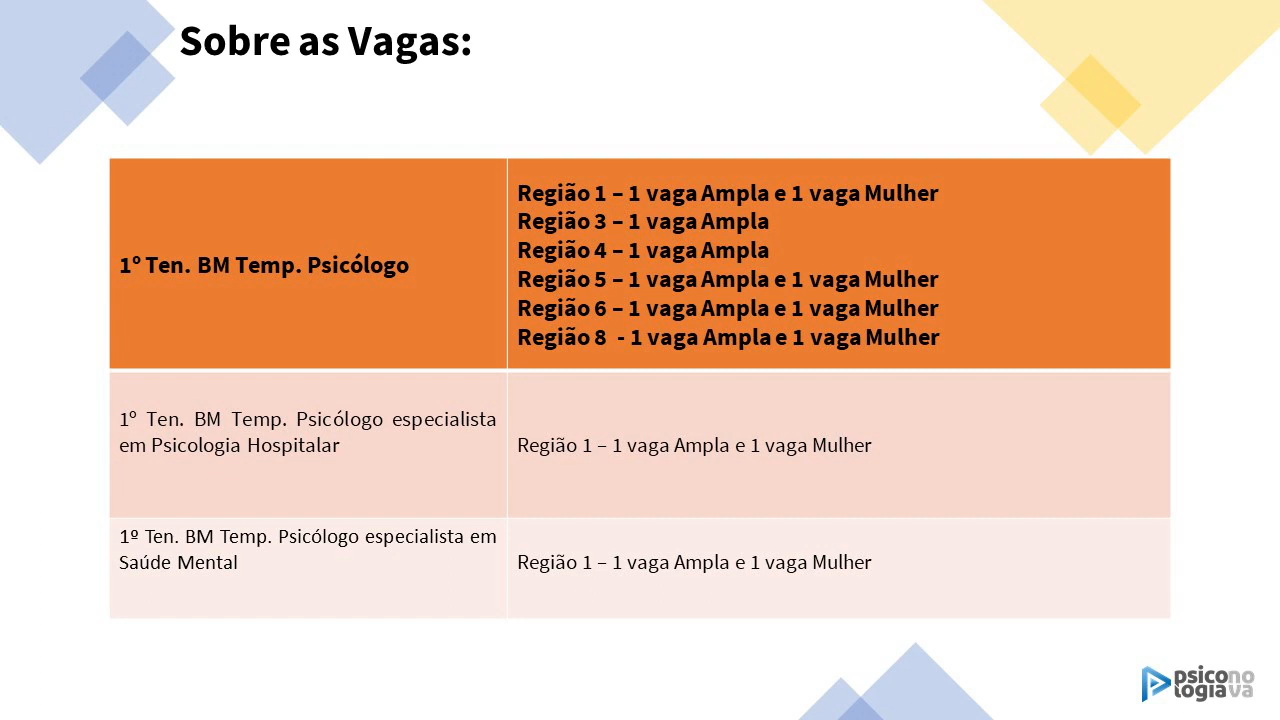 Sobre as Vagas:
1º Ten. BM Temp. Psicólogo
Região 1 – 1 vaga Ampla e 1 vaga Mulher
Região 3 – 1 vaga Ampla
Região 4 – 1 vaga Ampla
Região 5 – 1 vaga Ampla e 1 vaga Mulher
Região 6 – 1 vaga Ampla e 1 vaga Mulher
Região 8 - 1 vaga Ampla e 1 vaga Mulher
1º Ten. BM Temp. Psicólogo especialista
em Psicologia Hospitalar
Região 1 – 1 vaga Ampla e 1 vaga Mulher
1º Ten. BM Temp. Psicólogo especialista em
Saúde Mental
Região 1 – 1 vaga Ampla e 1 vaga Mulher
psicono
logiava